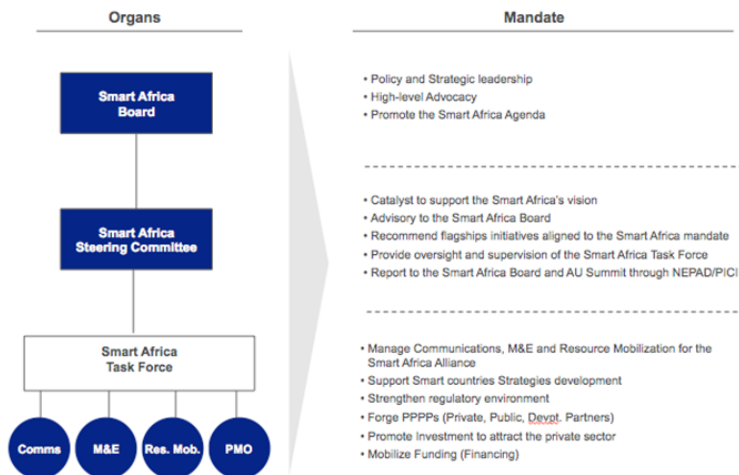 Organs
Mandate
Smart Africa
Board
• Policy and Strategic leadership
• High-level Advocacy
• Promote the Smart Africa Agenda
Smart Africa
Steering Committee
• Catalyst to support the Smart Africa's vision
• Advisory to the Smart Africa Board
• Recommend flagships initiatives aligned to the Smart Africa mandate
• Provide oversight and supervision of the Smart Africa Task Force
• Report to the Smart Africa Board and AU Summit through NEPAD/PICI
Smart Africa
Task Force
Comms
M&E
Res. Mob.
PMO
• Manage Communications, M&E and Resource Mobilization for the
Smart Africa Alliance
• Support Smart countries Strategies development
• Strengthen regulatory environment
• Forge PPPPs (Private, Public, Devpt. Partners)
• Promote Investment to attract the private sector
• Mobilize Funding (Financing)